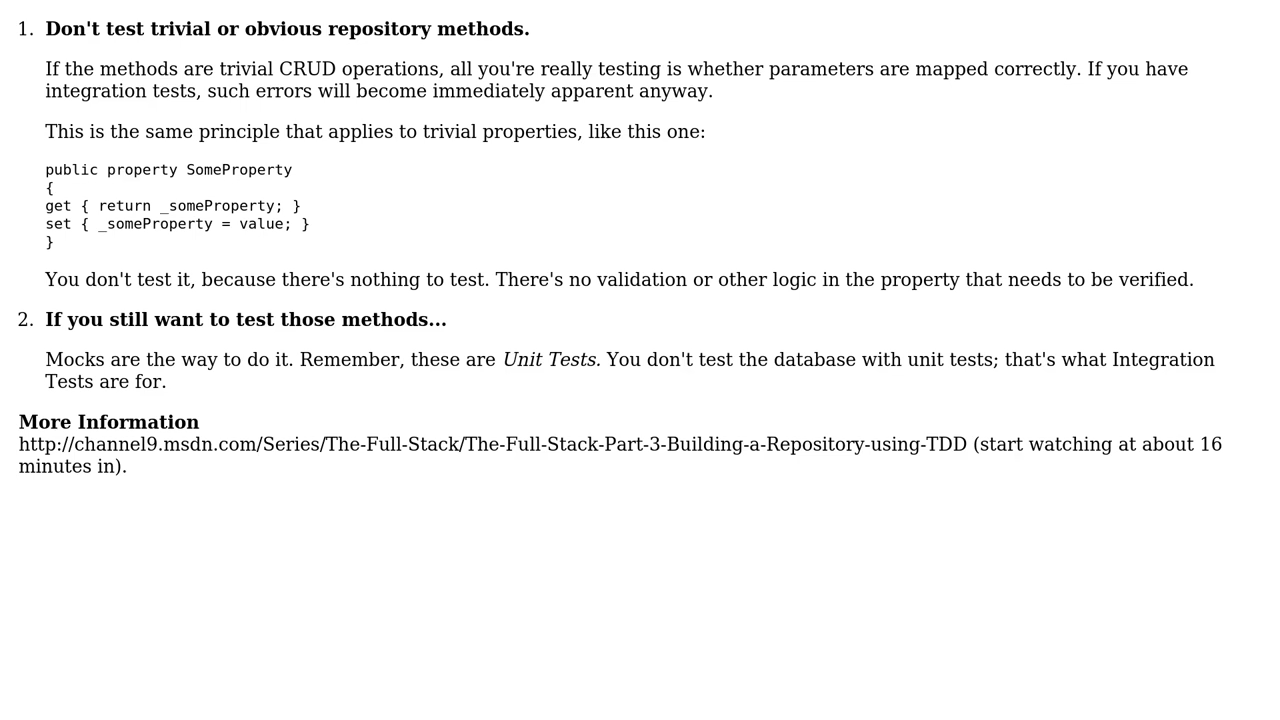 1. Don't test trivial or obvious repository methods.
If the methods are trivial CRUD operations, all you're really testing is whether parameters are mapped correctly. If you have
integration tests, such errors will become immediately apparent anyway.
This is the same principle that applies to trivial properties, like this one:
public property SomeProperty
{
get { return _someProperty; }
set { _someProperty = value; }
}
You don't test it, because there's nothing to test. There's no validation or other logic in the property that needs to be verified.
2. If you still want to test those methods...
Mocks are the way to do it. Remember, these are Unit Tests. You don't test the database with unit tests; that's what Integration
Tests are for.
More Information
http://channel9.msdn.com/Series/The-Full-Stack/The-Full-Stack-Part-3-Building-a-Repository-using-TDD (start watching at about 16
minutes in).